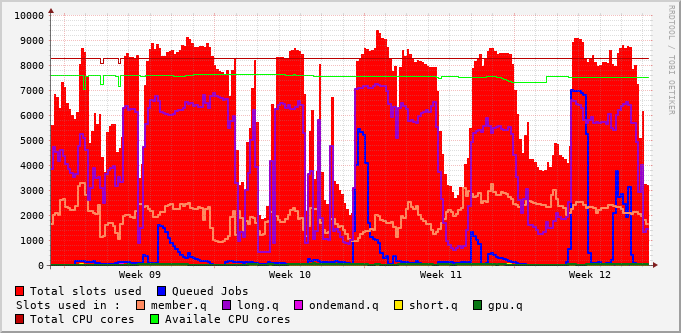 10000
9000
8000
7000
6000
5000
4000
3000
2000
1000
0
Week 09 Week 10 Week 11 Week 12
RRDTOOL / TOBI OETIKER
Total slots used Queued Jobs
Slots used in : member.q long.q ondemand.q short.q gpu.q
Total CPU cores Availale CPU cores